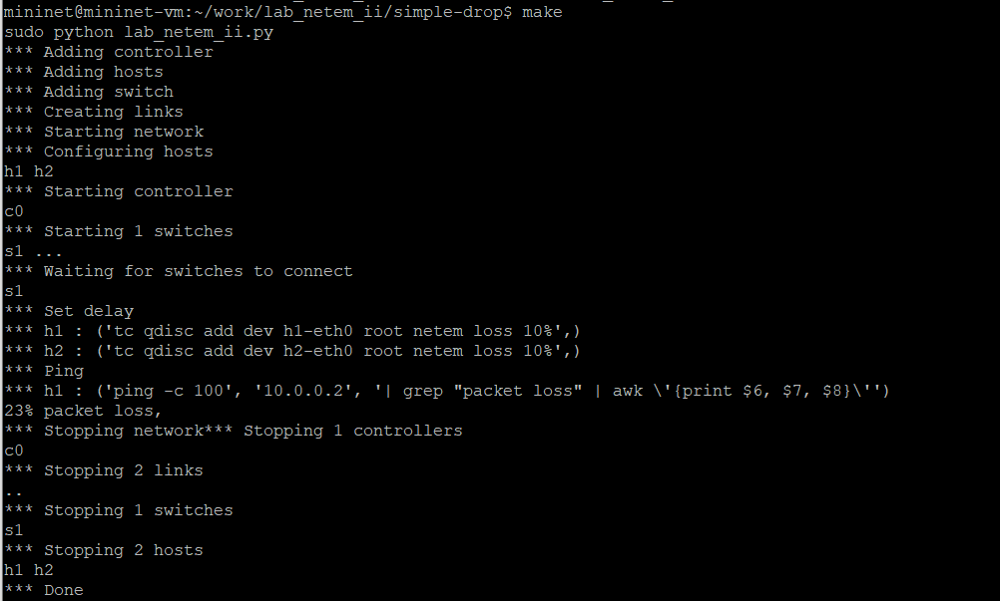 mininet@mininet-vm:~/work/lab_netem_ii/simple-drop$ make
sudo python lab_netem_ii.py
*** Adding controller
*** Adding hosts
*** Adding switch
*** Creating links
*** Starting network
*** Configuring hosts
h1 h2
*** Starting controller
c0
*** Starting 1 switches
s1 ...
*** Waiting for switches to connect
s1
*** Set delay
*** h1 : ('tc qdisc add dev h1-eth0 root netem loss 10%',)
*** h2 : ('tc qdisc add dev h2-eth0 root netem loss 10%',)
*** Ping
*** h1 : ('ping -c 100', '10.0.0.2', '| grep "packet loss" | awk \'{print $6, $7, $8}\'')
23% packet loss,
*** Stopping network*** Stopping 1 controllers
c0
*** Stopping 2 links
..
*** Stopping 1 switches
s1
*** Stopping 2 hosts
h1 h2
*** Done